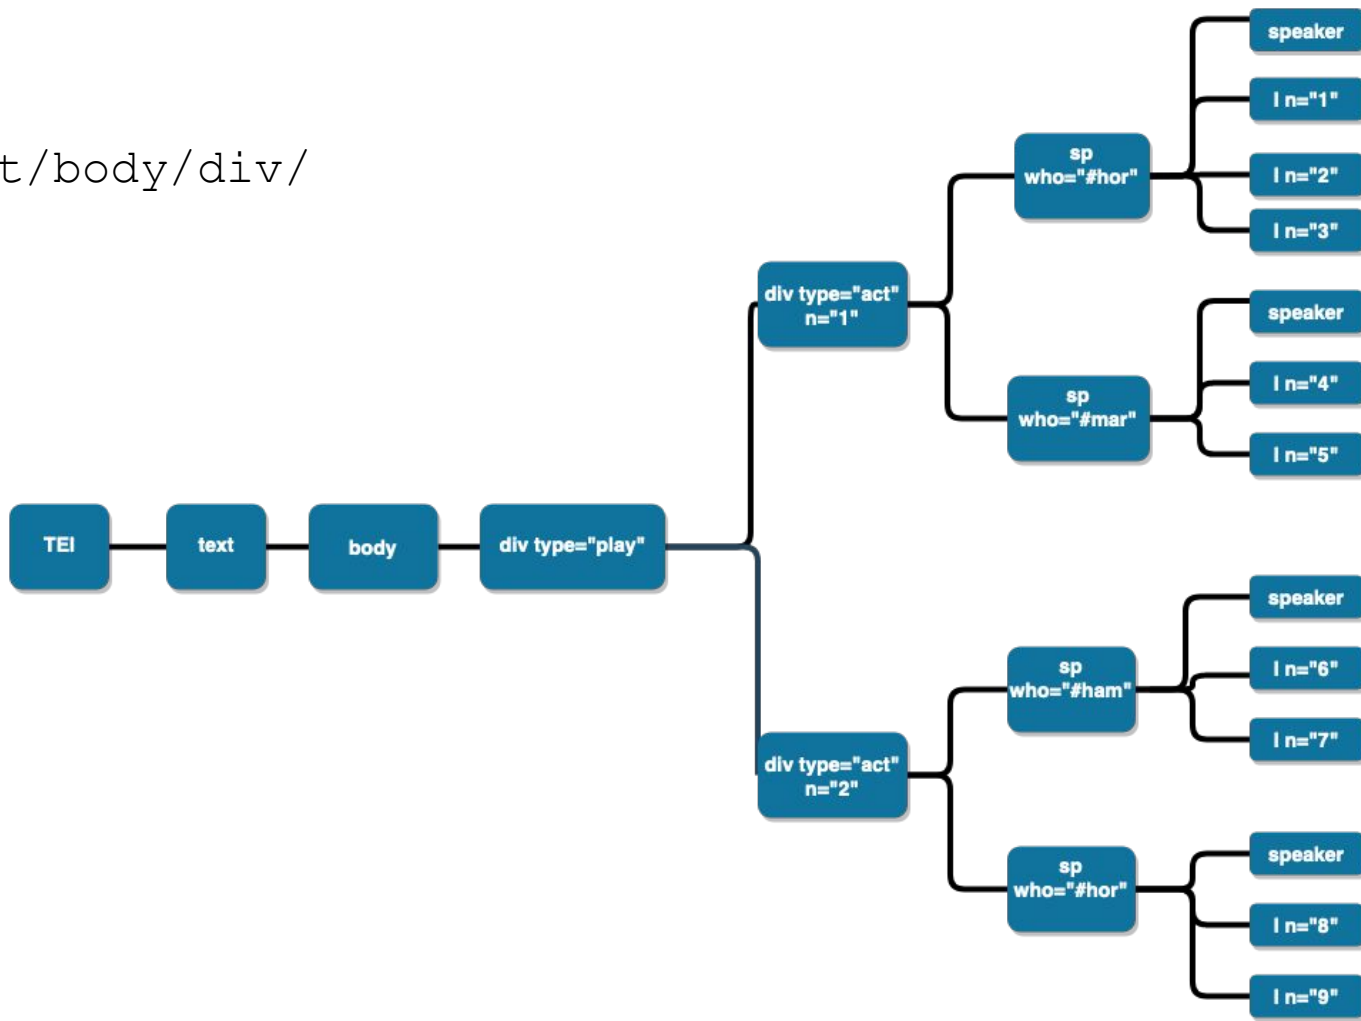 t/body/div/
TEI
text
body
div type="play"
div type="act"
n="1"
sp
who="#hor"
speaker
l n="1"
l n="2"
l n="3"
sp
who="#mar"
speaker
l n="4"
l n="5"
div type="act"
n="2"
sp
who="#ham"
speaker
l n="6"
l n="7"
sp
who="#hor"
speaker
l n="8"
l n="9"